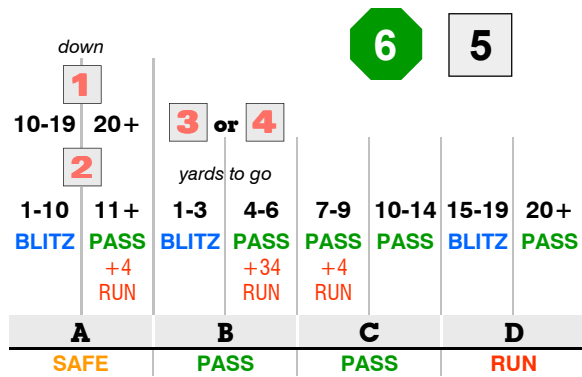 6 5
down
1
10-19 20+ 3 or 4
2 yards to go
1-10 11+ 1-3 4-6 7-9 10-14 15-19 20+
BLITZ PASS BLITZ PASS PASS PASS BLITZ PASS
+4 +34 +4
RUN RUN RUN
A B C D
SAFE PASS PASS RUN